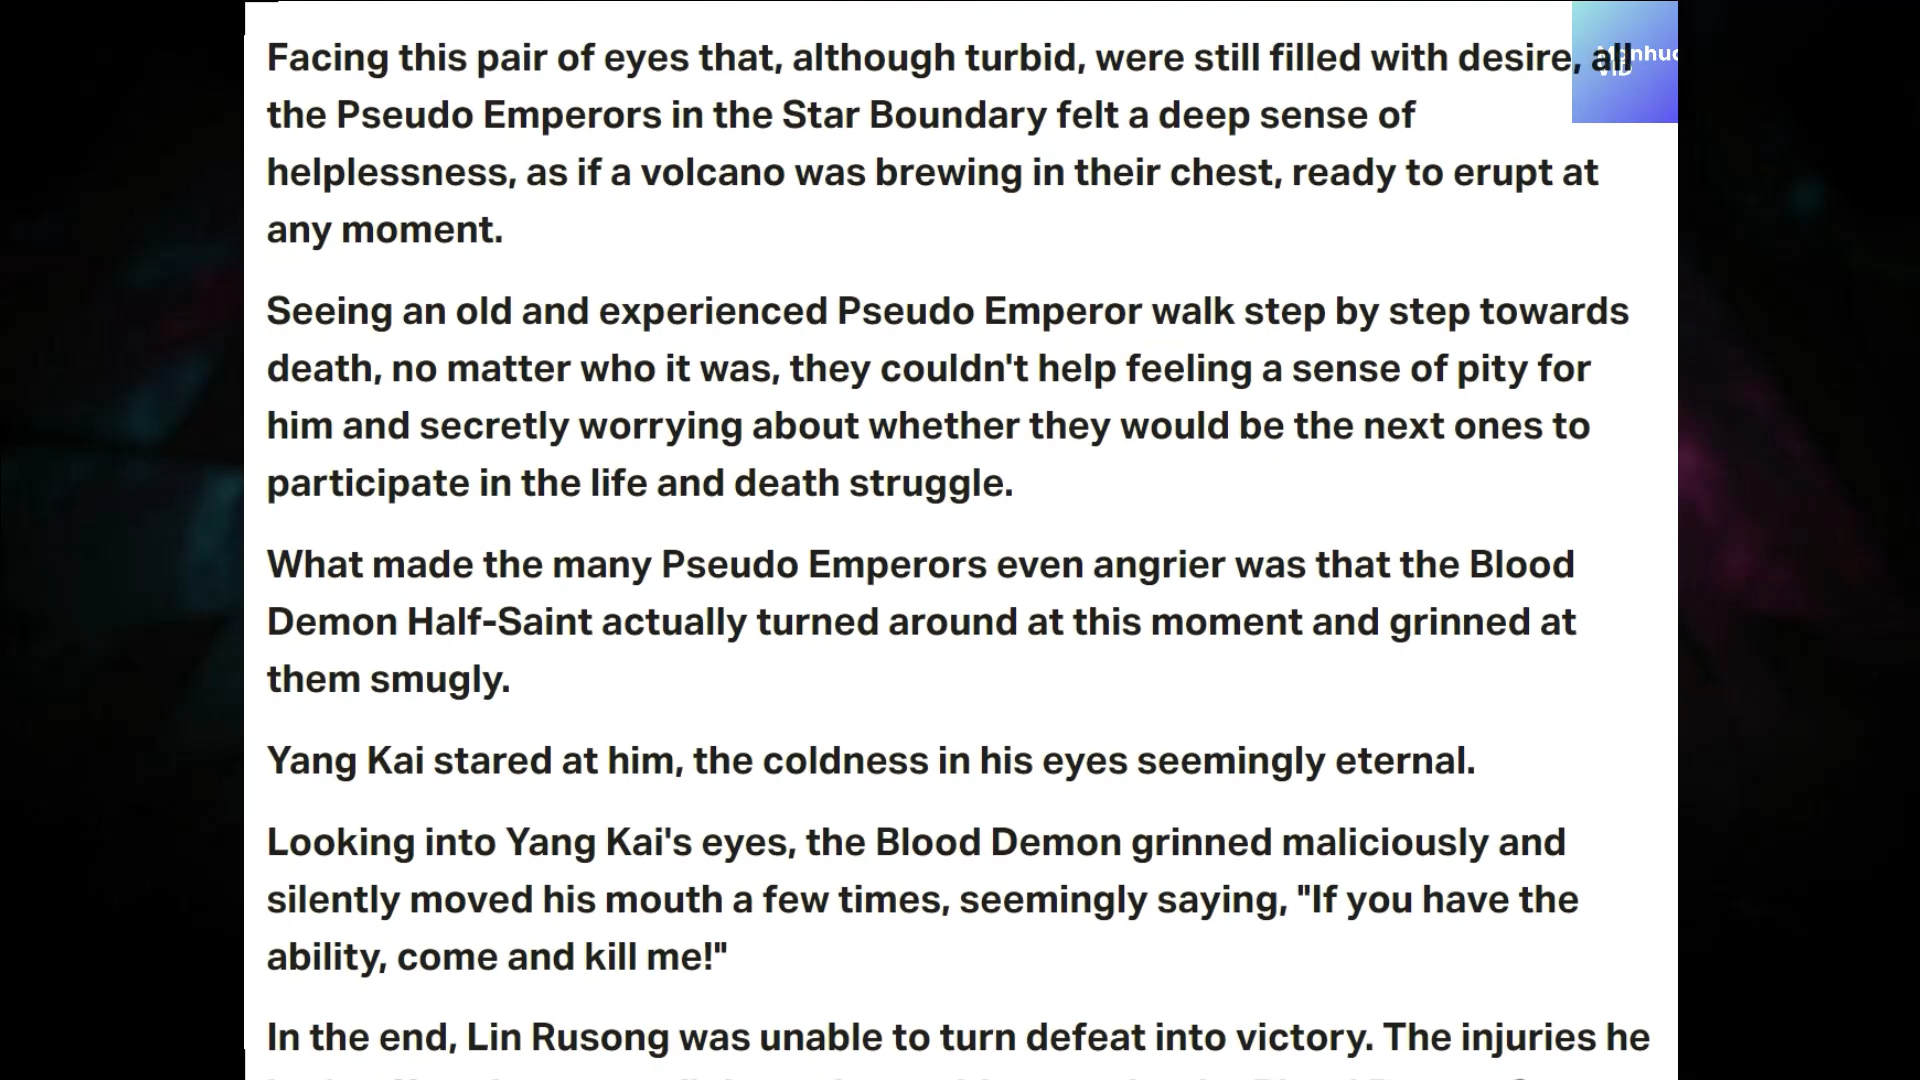 Facing this pair of eyes that, although turbid, were still filled with desire, all
the Pseudo Emperors in the Star Boundary felt a deep sense of
helplessness, as if a volcano was brewing in their chest, ready to erupt at
any moment.
Seeing an old and experienced Pseudo Emperor walk step by step towards
death, no matter who it was, they couldn't help feeling a sense of pity for
him and secretly worrying about whether they would be the next ones to
participate in the life and death struggle.
What made the many Pseudo Emperors even angrier was that the Blood
Demon Half-Saint actually turned around at this moment and grinned at
them smugly.
Yang Kai stared at him, the coldness in his eyes seemingly eternal.
Looking into Yang Kai's eyes, the Blood Demon grinned maliciously and
silently moved his mouth a few times, seemingly saying, "If you have the
ability, come and kill me!"
In the end, Lin Rusong was unable to turn defeat into victory. The injuries he